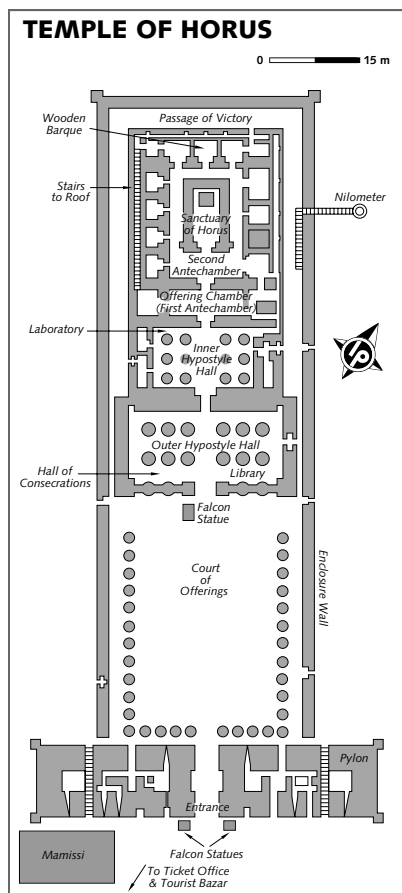 TEMPLE OF HORUS
0 15 m
Wooden
Barque
Passage of Victory
Stairs
to Roof
Nilometer
Sanctuary
of Horus
Second
Antechamber
Offering Chamber
(First Antechamber)
Laboratory
Inner
Hypostyle
Hall
Outer Hypostyle Hall
Hall of
Consecrations
Library
Falcon
Statue
Court
of
Offerings
Enclosure Wall
Pylon
Entrance
Mamissi
Falcon Statues
To Ticket Office
& Tourist Bazar